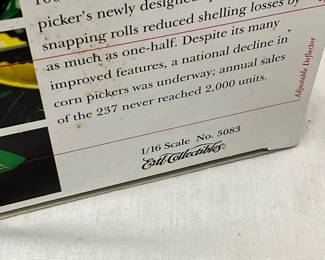 picker's newly designed
snapping rolls reduced shelling losses by
as much as one-half. Despite its many
improved features, a national decline in
corn pickers was underway; annual sales
of the 237 never reached 2,000 units.
1/16 Scale No. 5083
Ertl Collectibles
Adjustable Deflector